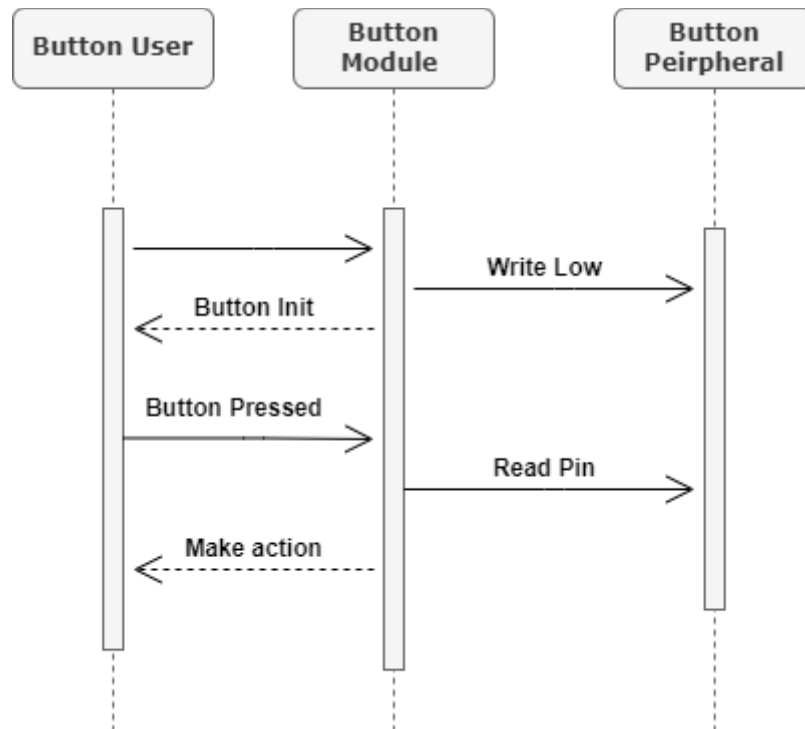 Button User
Button
Module
Button
Peirpheral
Write Low
Button Init
Button Pressed
Read Pin
Make action